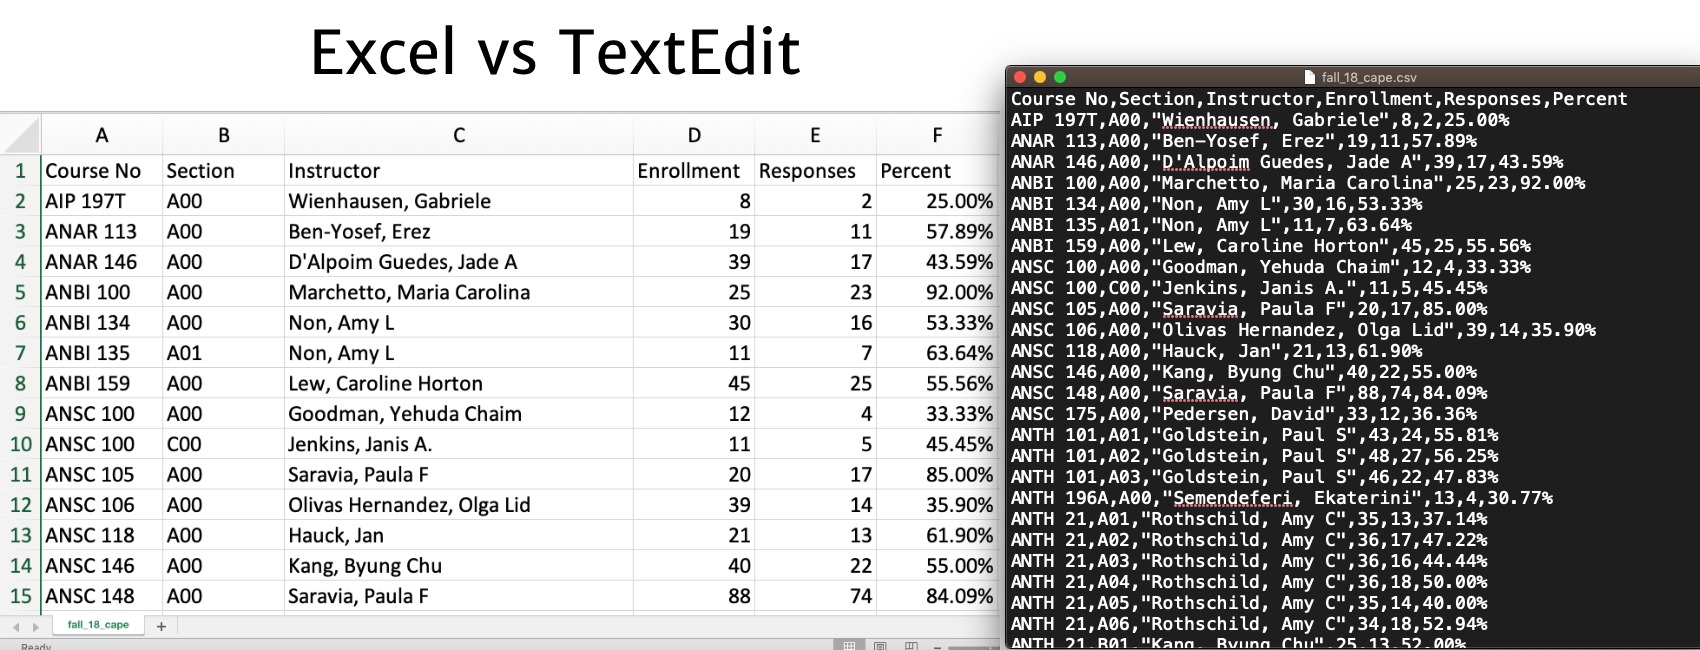 Excel vs TextEdit
A B C D E F
1 Course No Section Instructor Enrollment Responses Percent
2 AIP 197T A00 Wienhausen, Gabriele 8 2 25.00%
3 ANAR 113 A00 Ben-Yosef, Erez 19 11 57.89%
4 ANAR 146 A00 D'Alpoim Guedes, Jade A 39 17 43.59%
5 ANBI 100 A00 Marchetto, Maria Carolina 25 23 92.00%
6 ANBI 134 A00 Non, Amy L 30 16 53.33%
7 ANBI 135 A01 Non, Amy L 11 7 63.64%
8 ANBI 159 A00 Lew, Caroline Horton 45 25 55.56%
9 ANSC 100 A00 Goodman, Yehuda Chaim 12 4 33.33%
10 ANSC 100 C00 Jenkins, Janis A. 11 5 45.45%
11 ANSC 105 A00 Saravia, Paula F 20 17 85.00%
12 ANSC 106 A00 Olivas Hernandez, Olga Lid 39 14 35.90%
13 ANSC 118 A00 Hauck, Jan 21 13 61.90%
14 ANSC 146 A00 Kang, Byung Chu 40 22 55.00%
15 ANSC 148 A00 Saravia, Paula F 88 74 84.09%
fall_18_cape +
Ready
fall_18_cape.csv
Course No,Section,Instructor,Enrollment,Responses,Percent
AIP 197T,A00,"Wienhausen, Gabriele",8,2,25.00%
ANAR 113,A00,"Ben-Yosef, Erez",19,11,57.89%
ANAR 146,A00,"D'Alpoim Guedes, Jade A",39,17,43.59%
ANBI 100,A00,"Marchetto, Maria Carolina",25,23,92.00%
ANBI 134,A00,"Non, Amy L",30,16,53.33%
ANBI 135,A01,"Non, Amy L",11,7,63.64%
ANBI 159,A00,"Lew, Caroline Horton",45,25,55.56%
ANSC 100,A00,"Goodman, Yehuda Chaim",12,4,33.33%
ANSC 100,C00,"Jenkins, Janis A.",11,5,45.45%
ANSC 105,A00,"Saravia, Paula F",20,17,85.00%
ANSC 106,A00,"Olivas Hernandez, Olga Lid",39,14,35.90%
ANSC 118,A00,"Hauck, Jan",21,13,61.90%
ANSC 146,A00,"Kang, Byung Chu",40,22,55.00%
ANSC 148,A00,"Saravia, Paula F",88,74,84.09%
ANSC 175,A00,"Pedersen, David",33,12,36.36%
ANTH 101,A01,"Goldstein, Paul S",43,24,55.81%
ANTH 101,A02,"Goldstein, Paul S",48,27,56.25%
ANTH 101,A03,"Goldstein, Paul S",46,22,47.83%
ANTH 196A,A00,"Semendeferi, Ekaterini",13,4,30.77%
ANTH 21,A01,"Rothschild, Amy C",35,13,37.14%
ANTH 21,A02,"Rothschild, Amy C",36,17,47.22%
ANTH 21,A03,"Rothschild, Amy C",36,16,44.44%
ANTH 21,A04,"Rothschild, Amy C",36,18,50.00%
ANTH 21,A05,"Rothschild, Amy C",35,14,40.00%
ANTH 21,A06,"Rothschild, Amy C",34,18,52.94%
ANTH 21,B01,"Kang, Byung Chu",25,13,52.00%